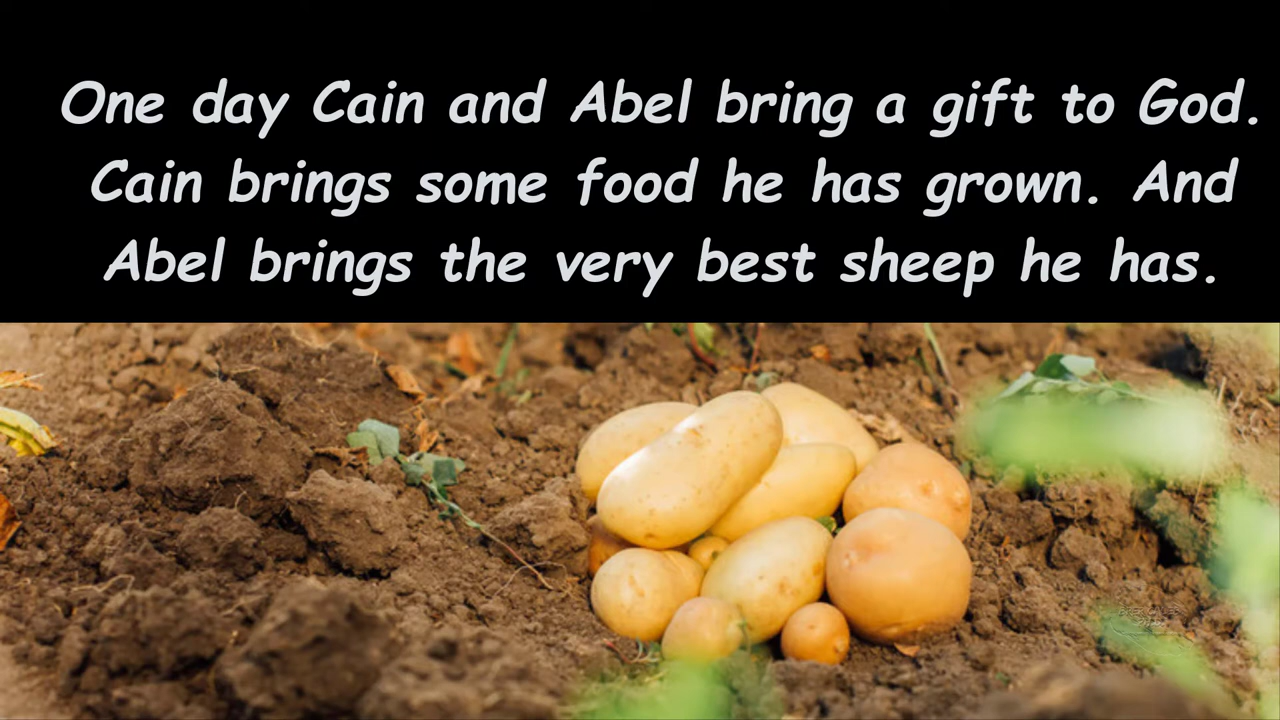 One day Cain and Abel bring a gift to God.
Cain brings some food he has grown. And
Abel brings the very best sheep he has.